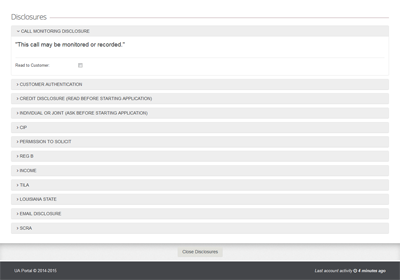 Disclosures
CALL MONITORING DISCLOSURE
"This call may be monitored or recorded."
Read to Customer
CUSTOMER AUTHENTICATION
CREDIT DISCLOSURE (READ BEFORE STARTING APPLICATION)
INDIVIDUAL OR JOINT (ASK BEFORE STARTING APPLICATION)
CIP
PERMISSION TO SOLICIT
REG B
INCOME
TILA
LOUISIANA STATE
EMAIL DISCLOSURE
SCRA
Close Disclosures
UA Portal © 2014-2015
Last account activity 4 minutes ago